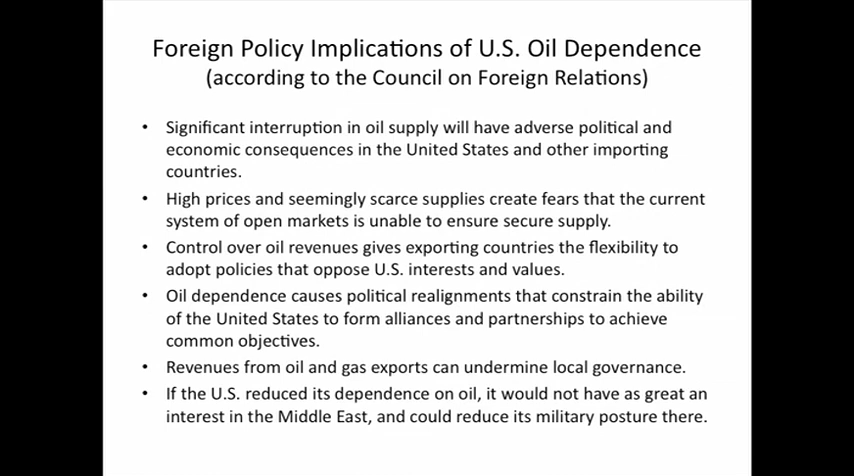 Foreign Policy Implications of U.S. Oil Dependence
(according to the Council on Foreign Relations)
• Significant interruption in oil supply will have adverse political and
economic consequences in the United States and other importing
countries.
• High prices and seemingly scarce supplies create fears that the current
system of open markets is unable to ensure secure supply.
• Control over oil revenues gives exporting countries the flexibility to
adopt policies that oppose U.S. interests and values.
• Oil dependence causes political realignments that constrain the ability
of the United States to form alliances and partnerships to achieve
common objectives.
• Revenues from oil and gas exports can undermine local governance.
• If the U.S. reduced its dependence on oil, it would not have as great an
interest in the Middle East, and could reduce its military posture there.